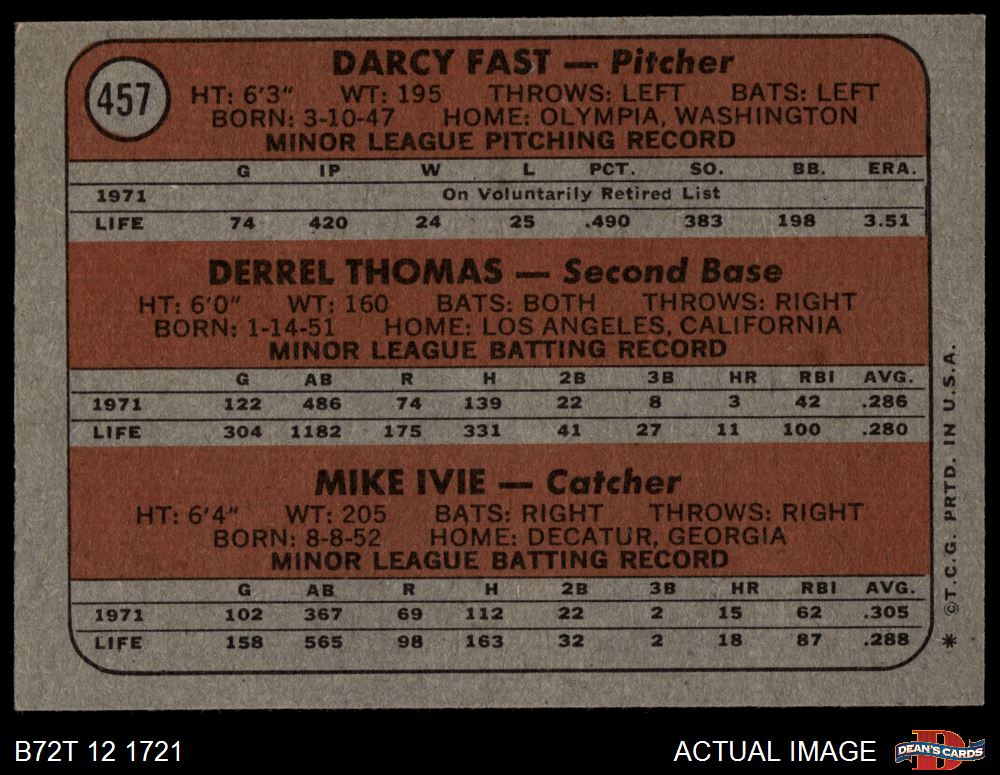 457
DARCY FAST — Pitcher
HT: 6'3" WT: 195 THROWS: LEFT BATS: LEFT
BORN: 3-10-47 HOME: OLYMPIA, WASHINGTON
MINOR LEAGUE PITCHING RECORD
G IP W L PCT. SO. BB. ERA.
1971 On Voluntarily Retired List
LIFE 74 420 24 25 .490 383 198 3.51
DERREL THOMAS — Second Base
HT: 6'0" WT: 160 BATS: BOTH THROWS: RIGHT
BORN: 1-14-51 HOME: LOS ANGELES, CALIFORNIA
MINOR LEAGUE BATTING RECORD
G AB R H 2B 3B HR RBI AVG.
1971 122 486 74 139 22 8 3 42 .286
LIFE 304 1182 175 331 41 27 11 100 .280
MIKE IVIE — Catcher
HT: 6'4" WT: 205 BATS: RIGHT THROWS: RIGHT
BORN: 8-8-52 HOME: DECATUR, GEORGIA
MINOR LEAGUE BATTING RECORD
G AB R H 2B 3B HR RBI AVG.
1971 102 367 69 112 22 2 15 62 .305
LIFE 158 565 98 163 32 2 18 87 .288
* ©T.C.G. PRTD. IN U.S.A.
B72T 12 1721
ACTUAL IMAGE
D
DEAN'S CARDS